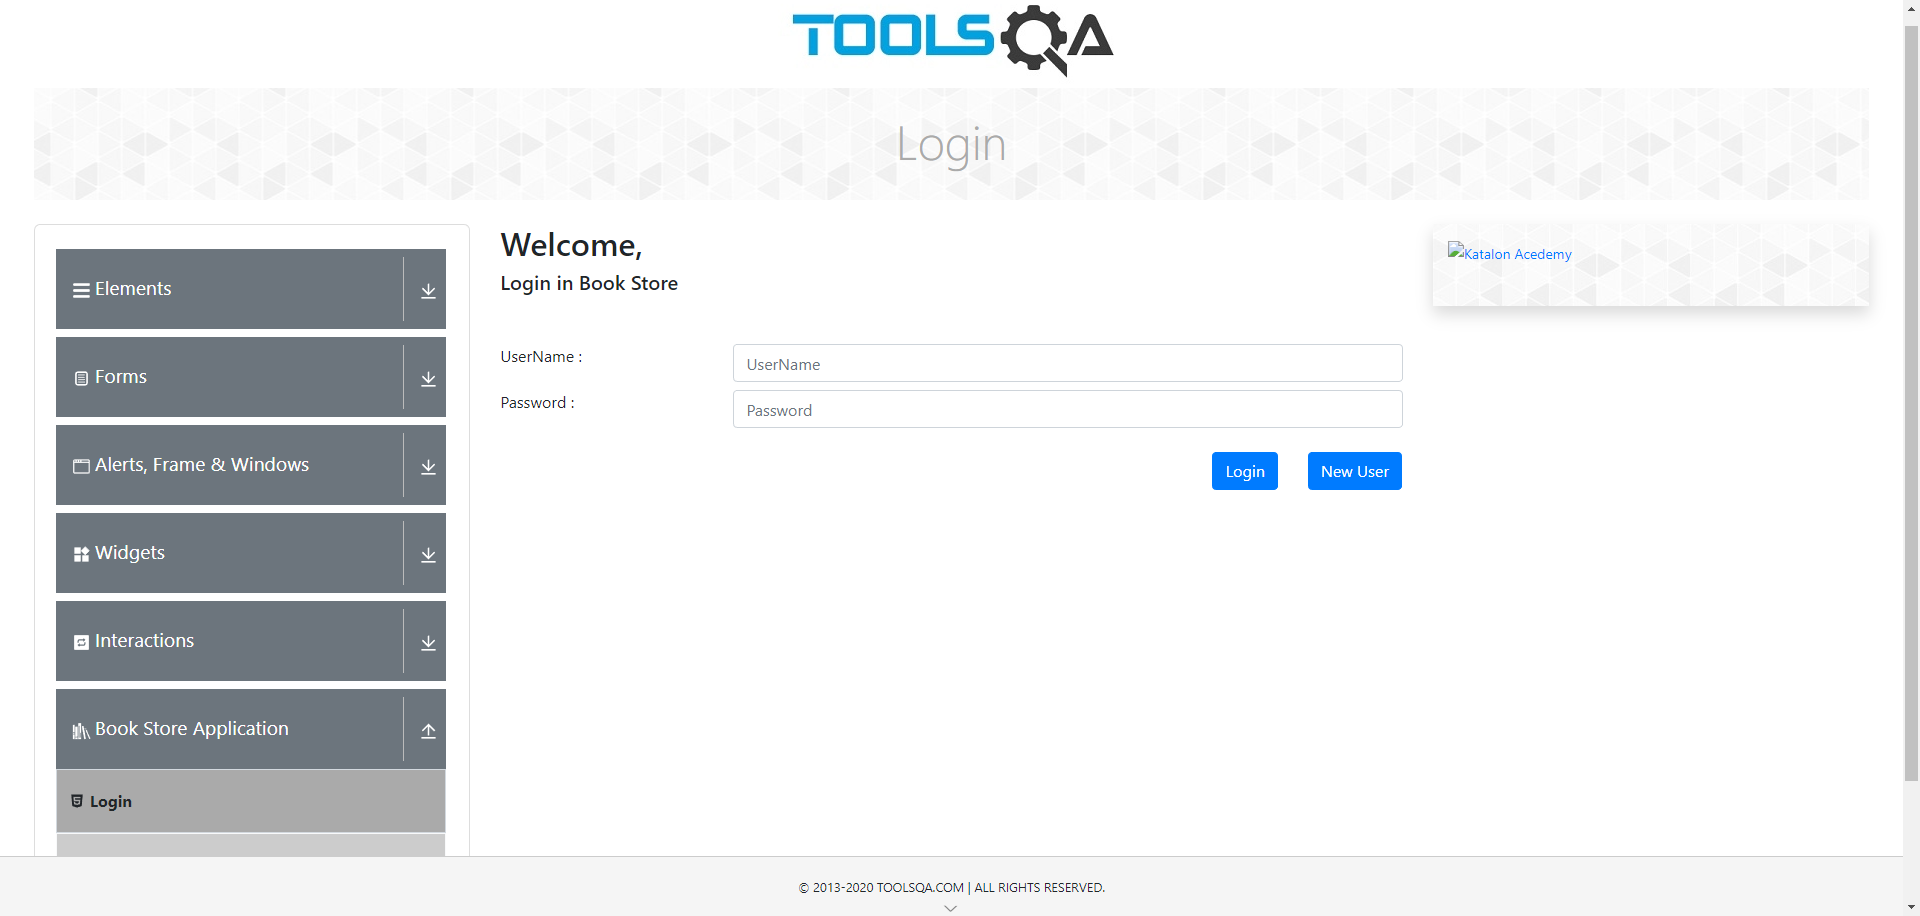 TOOLSQA
Login
Elements
Forms
Alerts, Frame & Windows
Widgets
Interactions
Book Store Application
Login
Welcome,
Login in Book Store
UserName :
UserName
Password :
Password
Login
New User
Katalon Acedemy
© 2013-2020 TOOLSQA.COM | ALL RIGHTS RESERVED.